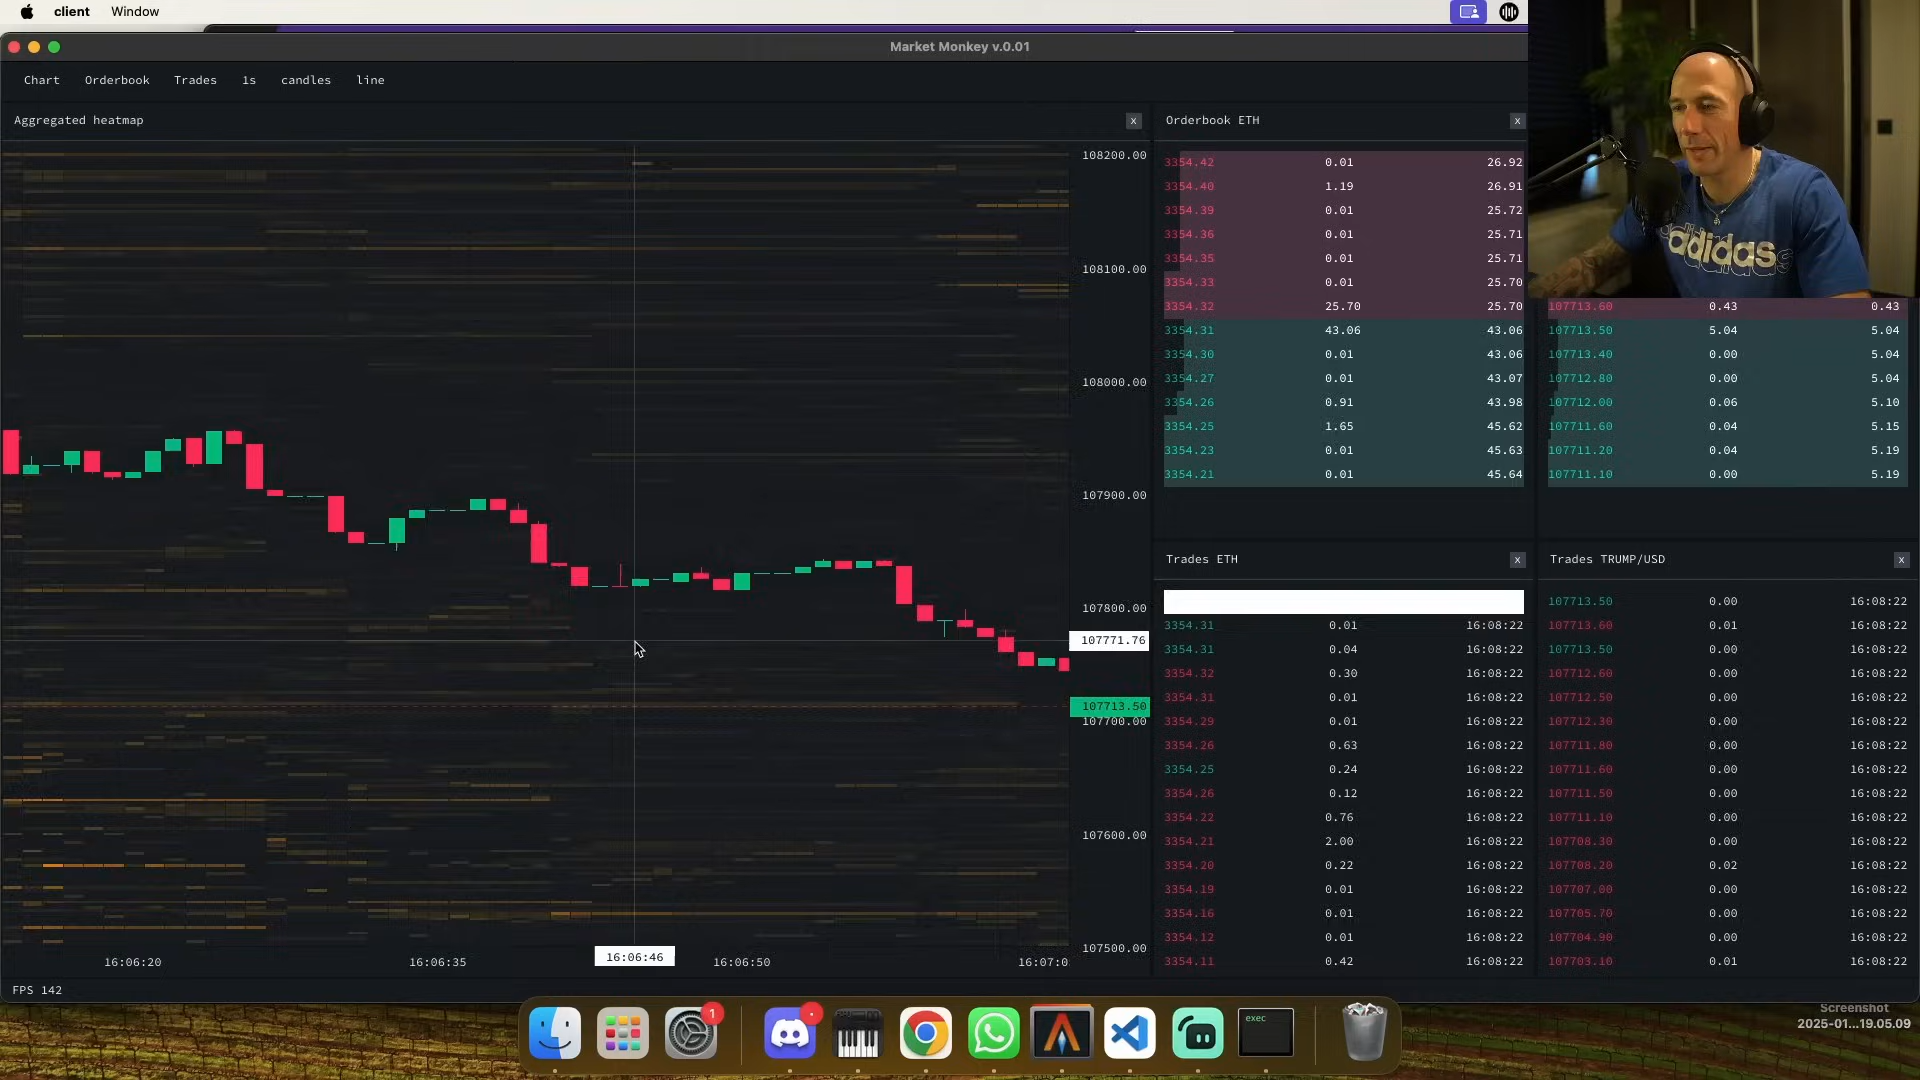 client Window
Market Monkey v.0.01
Chart Orderbook Trades 1s candles line
Aggregated heatmap x
108200.00
108100.00
108000.00
107900.00
107800.00
107771.76
107713.50
107700.00
107600.00
107500.00
16:06:20 16:06:35 16:06:46 16:06:50 16:07:0
FPS 142
Orderbook ETH x
3354.42 0.01 26.92
3354.40 1.19 26.91
3354.39 0.01 25.72
3354.36 0.01 25.71
3354.35 0.01 25.71
3354.33 0.01 25.70
3354.32 25.70 25.70
3354.31 43.06 43.06
3354.30 0.01 43.06
3354.27 0.01 43.07
3354.26 0.91 43.98
3354.25 1.65 45.62
3354.23 0.01 45.63
3354.21 0.01 45.64
adidas
107713.60 0.43 0.43
107713.50 5.04 5.04
107713.40 0.00 5.04
107712.80 0.00 5.04
107712.00 0.06 5.10
107711.60 0.04 5.15
107711.20 0.04 5.19
107711.10 0.00 5.19
Trades ETH x
3354.31 0.01 16:08:22
3354.31 0.04 16:08:22
3354.32 0.30 16:08:22
3354.31 0.01 16:08:22
3354.29 0.01 16:08:22
3354.26 0.63 16:08:22
3354.25 0.24 16:08:22
3354.26 0.12 16:08:22
3354.22 0.76 16:08:22
3354.21 2.00 16:08:22
3354.20 0.22 16:08:22
3354.19 0.01 16:08:22
3354.16 0.01 16:08:22
3354.12 0.01 16:08:22
3354.11 0.42 16:08:22
Trades TRUMP/USD x
107713.50 0.00 16:08:22
107713.60 0.01 16:08:22
107713.50 0.00 16:08:22
107712.60 0.00 16:08:22
107712.50 0.00 16:08:22
107712.30 0.00 16:08:22
107711.80 0.00 16:08:22
107711.60 0.00 16:08:22
107711.50 0.00 16:08:22
107711.10 0.00 16:08:22
107708.30 0.00 16:08:22
107708.20 0.02 16:08:22
107707.00 0.00 16:08:22
107705.70 0.00 16:08:22
107704.90 0.00 16:08:22
107703.10 0.01 16:08:22
1
exec
Screenshot
2025-01...19.05.09